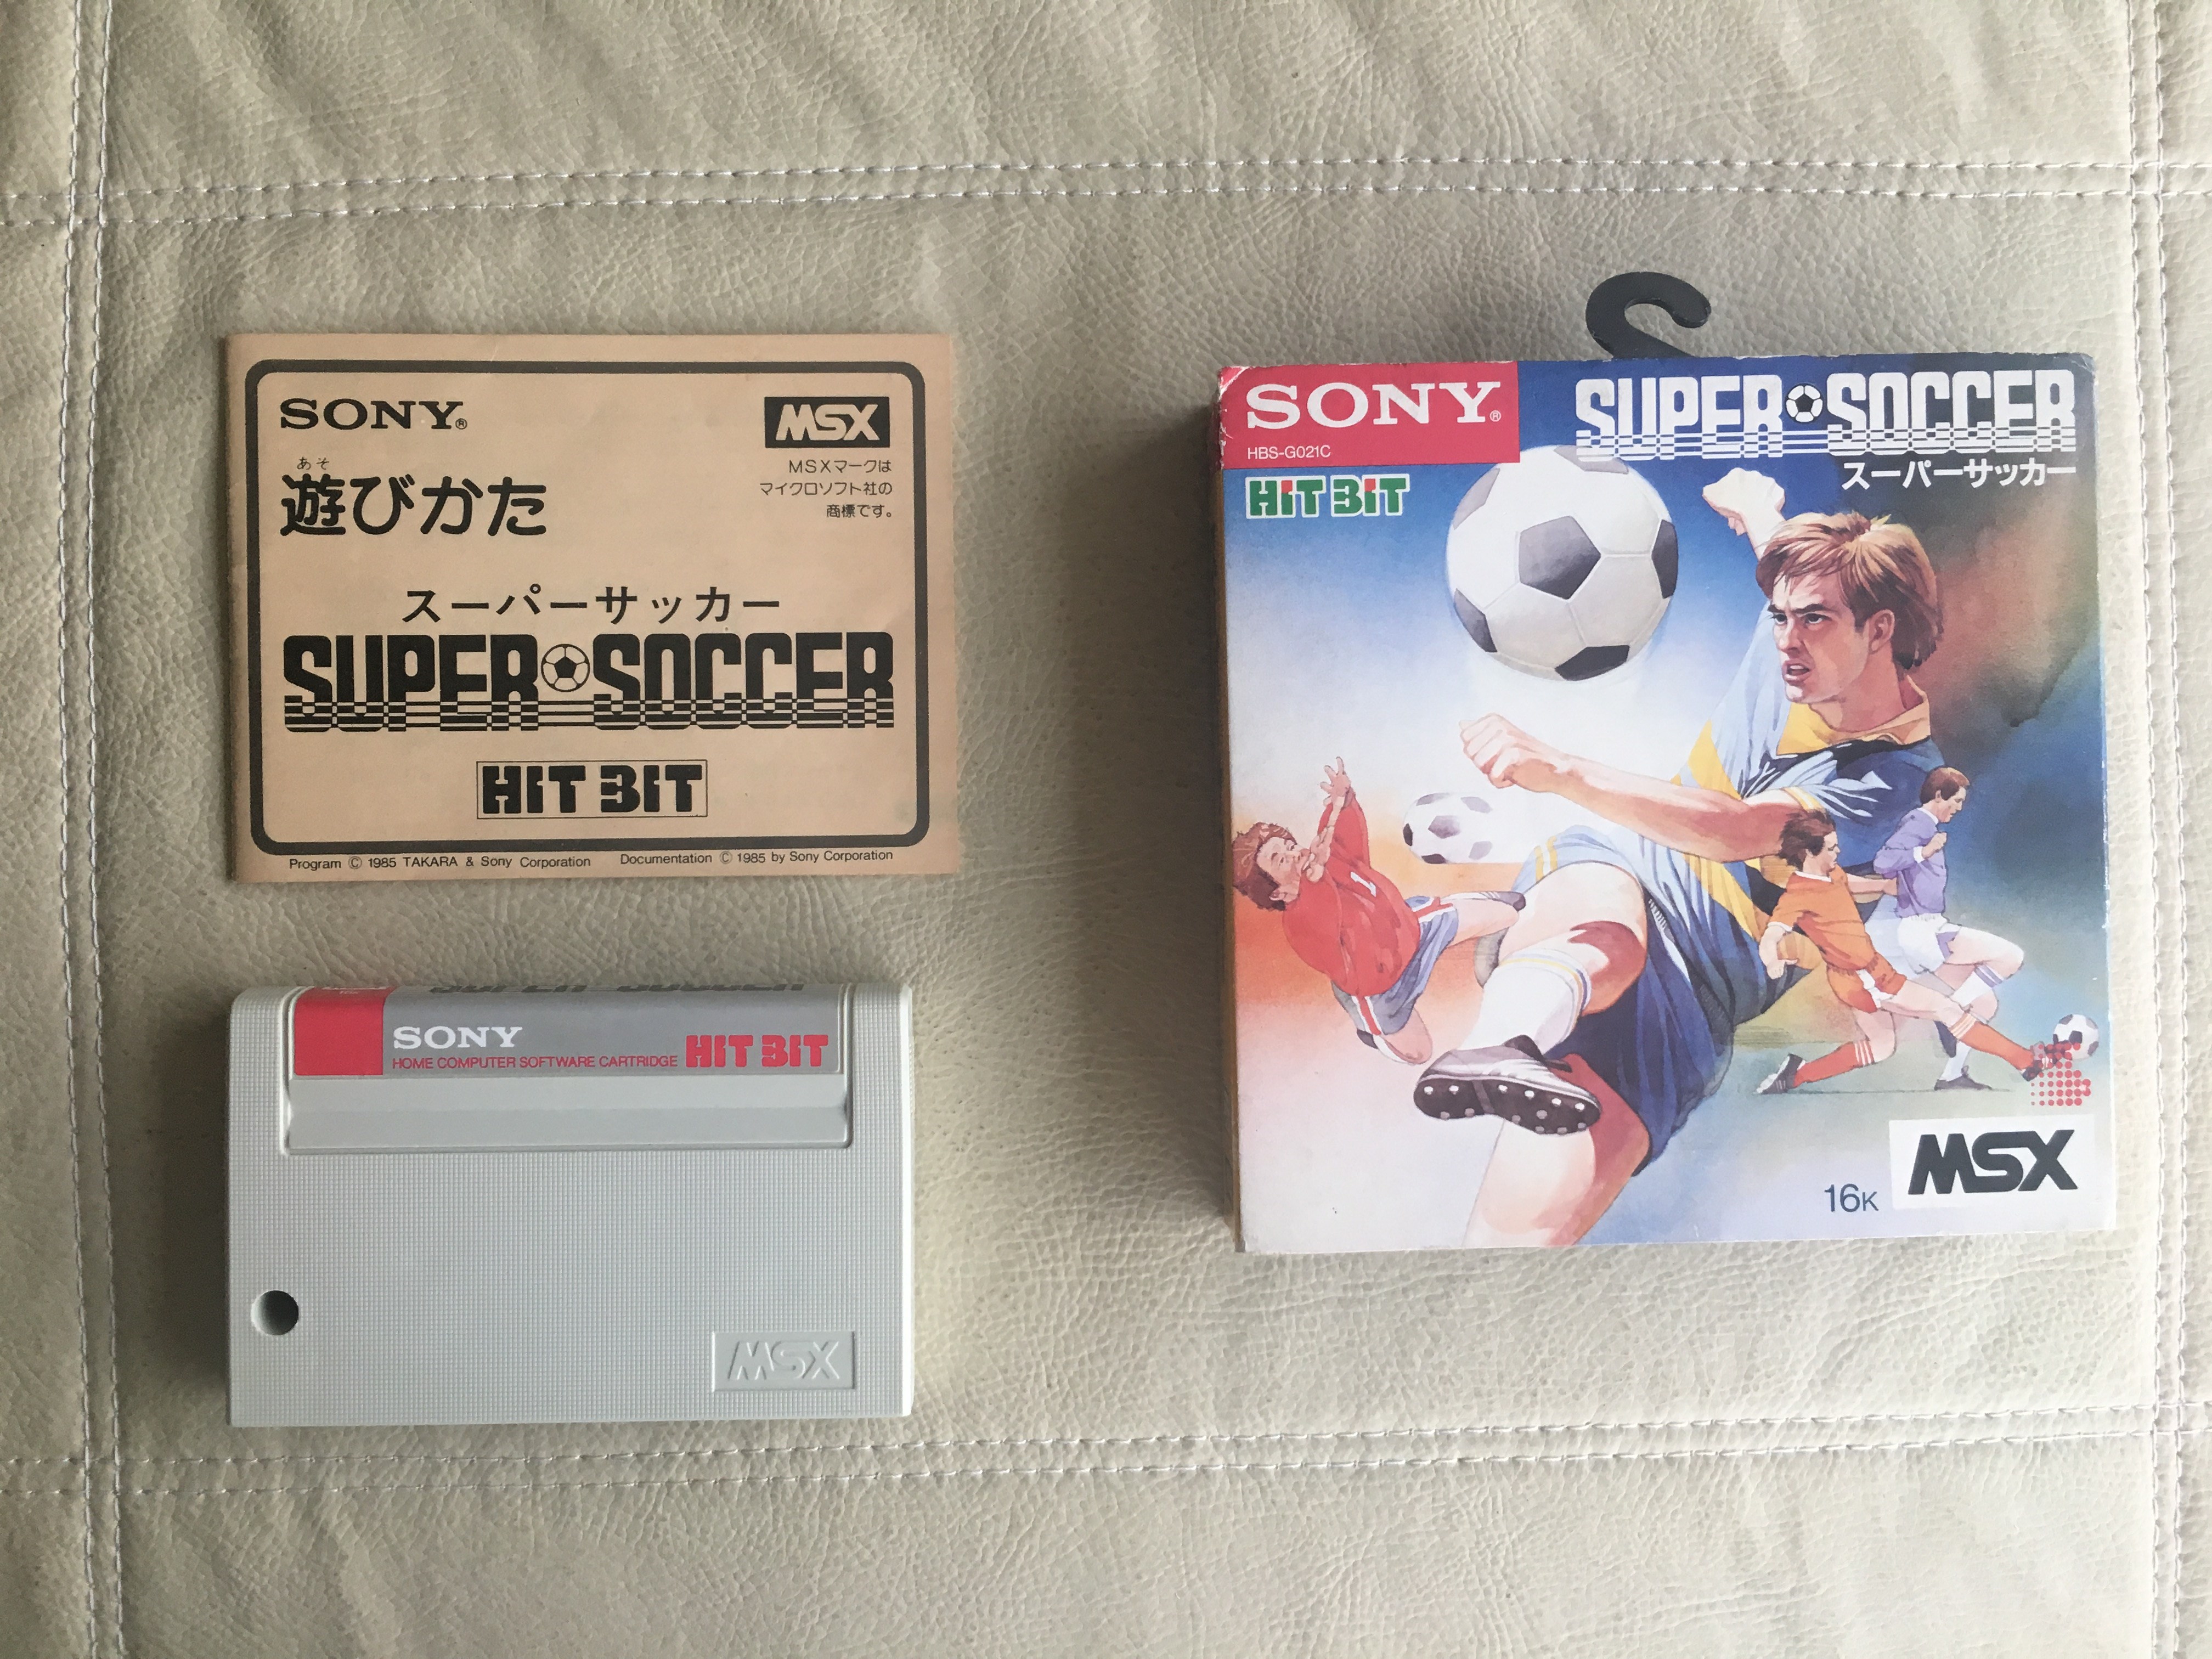 SONY®
MSX
あそ
遊びかた
MSXマークは
マイクロソフト社の
商標です。
スーパーサッカー
SUPER SOCCER
HIT BIT
Program © 1985 TAKARA & Sony Corporation Documentation © 1985 by Sony Corporation
SUPER SOCCER
SONY
HOME COMPUTER SOFTWARE CARTRIDGE HIT BIT
MSX
SONY®
HBS-G021C
HIT BIT
SUPER SOCCER
スーパーサッカー
16K
MSX